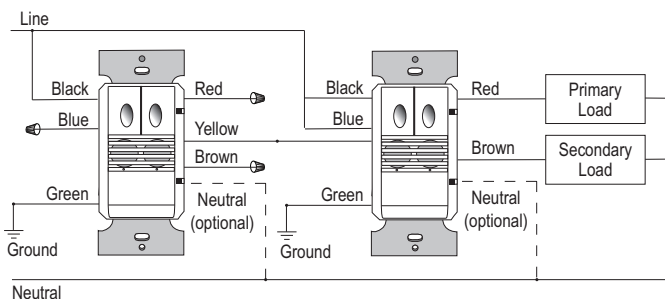 Line
Black
Red
Blue
Yellow
Brown
Green
Neutral
(optional)
Ground
Black
Red
Blue
Brown
Green
Neutral
(optional)
Ground
Primary
Load
Secondary
Load
Neutral